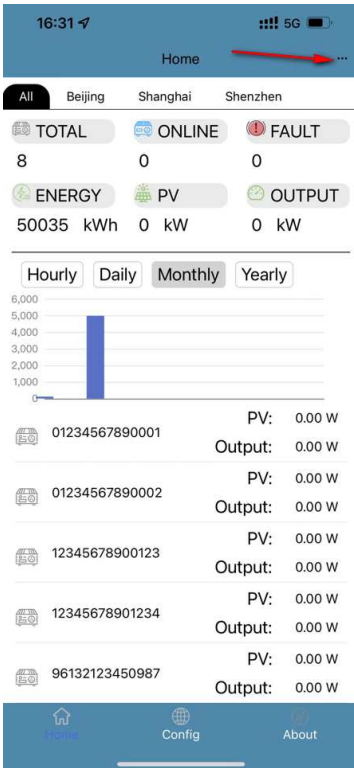 16:31 5G
Home ...
All Beijing Shanghai Shenzhen
TOTAL ONLINE FAULT
8 0 0
ENERGY PV OUTPUT
50035 kWh 0 kW 0 kW
Hourly Daily Monthly Yearly
6,000
5,000
4,000
3,000
2,000
1,000
0
PV: 0.00 W
01234567890001
Output: 0.00 W
PV: 0.00 W
01234567890002
Output: 0.00 W
PV: 0.00 W
12345678900123
Output: 0.00 W
PV: 0.00 W
12345678901234
Output: 0.00 W
PV: 0.00 W
96132123450987
Output: 0.00 W
Home Config About